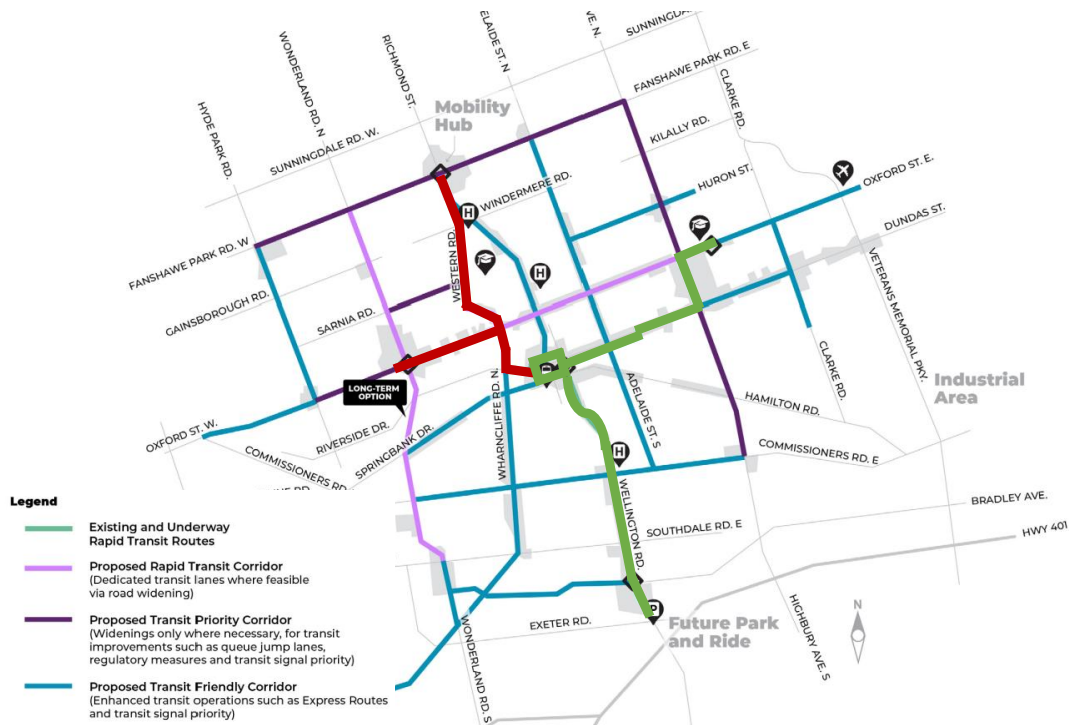 ELAIDE ST. N
AVE. N.
SUNNINGDA
WONDERLAND RD. N
RICHMOND ST.
FANSHAWE PARK RD. E
CLARKE RD.
HYDE PARK RD.
Mobility
Hub
KILALLY RD.
SUNNINGDALE RD. W.
WINDERMERE RD.
HURON ST.
OXFORD ST. E.
H
DUNDAS ST.
FANSHAWE PARK RD. W
WESTERN RD.
GAINSBOROUGH RD.
H
VETERANS MEMORIAL PKY.
SARNIA RD.
LONG-TERM
OPTION
WHARNCLIFFE RD. N.
ADELAIDE ST. S
CLARKE RD.
Industrial
Area
RIVERSIDE DR.
HAMILTON RD.
OXFORD ST. W.
SPRINGBANK DR.
COMMISSIONERS RD.
H
COMMISSIONERS RD. E
WELLINGTON RD.
BRADLEY AVE.
SOUTHDALE RD. E
HWY 401
HIGHBURY AVE. S
P
EXETER RD.
Future Park
and Ride
N
WONDERLAND RD. S
Legend
Existing and Underway
Rapid Transit Routes
Proposed Rapid Transit Corridor
(Dedicated transit lanes where feasible
via road widening)
Proposed Transit Priority Corridor
(Widenings only where necessary, for transit
improvements such as queue jump lanes,
regulatory measures and transit signal priority)
Proposed Transit Friendly Corridor
(Enhanced transit operations such as Express Routes
and transit signal priority)